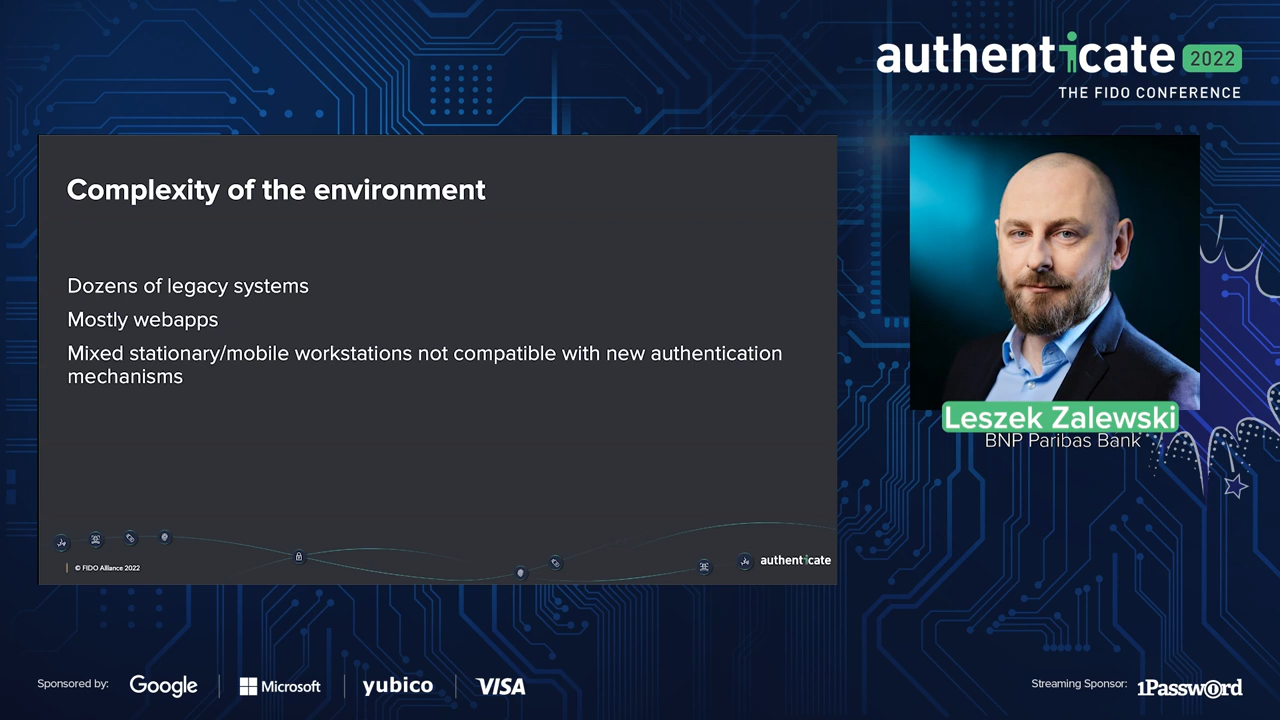 authenticate 2022
THE FIDO CONFERENCE
Complexity of the environment
Dozens of legacy systems
Mostly webapps
Mixed stationary/mobile workstations not compatible with new authentication
mechanisms
© FIDO Alliance 2022
authenticate
Leszek Zalewski
BNP Paribas Bank
Sponsored by:
Google
Microsoft
yubico
VISA
Streaming Sponsor:
1Password